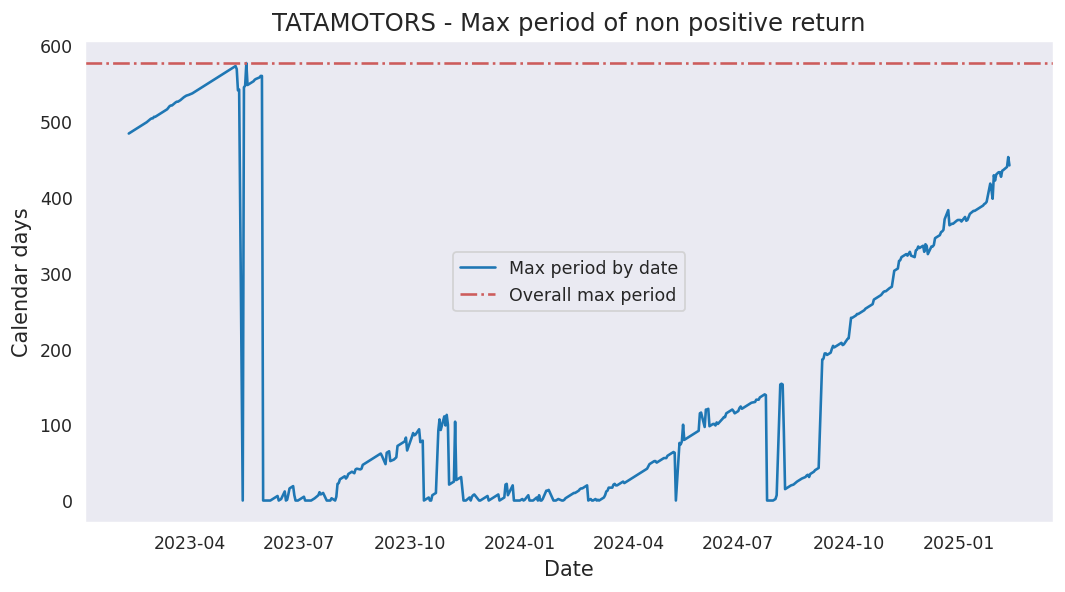 TATAMOTORS - Max period of non positive return
600
500
400
300
200
100
0
Calendar days
Max period by date
Overall max period
2023-04 2023-07 2023-10 2024-01 2024-04 2024-07 2024-10 2025-01
Date